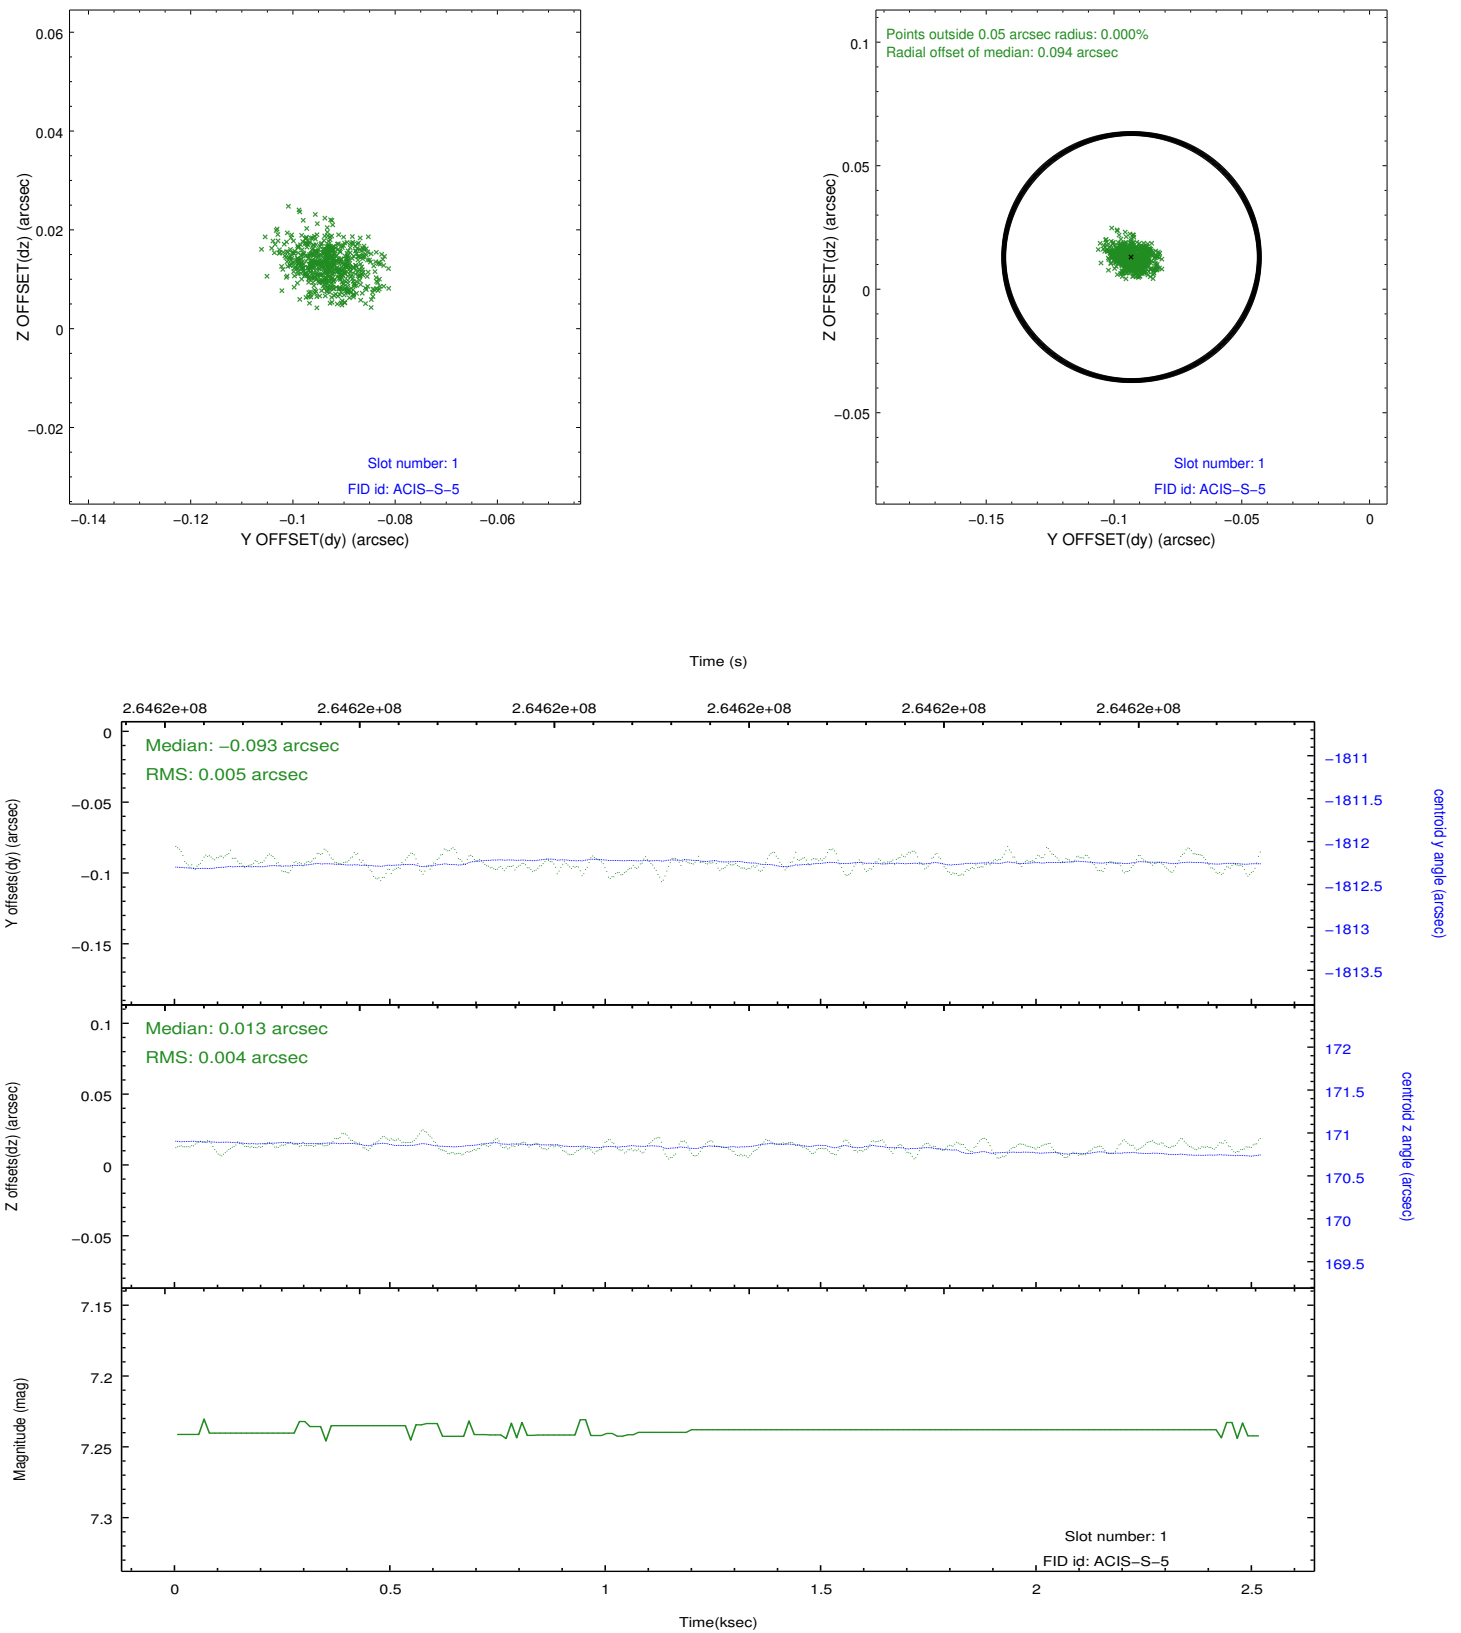 0.06
0.04
0.02
0
−0.02
Z OFFSET(dz) (arcsec)
−0.14 −0.12 −0.1 −0.08 −0.06
Y OFFSET(dy) (arcsec)
Slot number: 1
FID id: ACIS−S−5
Points outside 0.05 arcsec radius: 0.000%
Radial offset of median: 0.094 arcsec
0.1
0.05
0
−0.05
Z OFFSET(dz) (arcsec)
−0.15 −0.1 −0.05 0
Y OFFSET(dy) (arcsec)
Slot number: 1
FID id: ACIS−S−5
Time (s)
2.6462e+08 2.6462e+08 2.6462e+08 2.6462e+08 2.6462e+08 2.6462e+08
Median: −0.093 arcsec
RMS: 0.005 arcsec
0
−0.05
−0.1
−0.15
Y offsets(dy) (arcsec)
−1811
−1811.5
−1812
−1812.5
−1813
−1813.5
centroid y angle (arcsec)
Median: 0.013 arcsec
RMS: 0.004 arcsec
0.1
0.05
0
−0.05
Z offsets(dz) (arcsec)
172
171.5
171
170.5
170
169.5
centroid z angle (arcsec)
7.15
7.2
7.25
7.3
Magnitude (mag)
Slot number: 1
FID id: ACIS−S−5
0 0.5 1 1.5 2 2.5
Time(ksec)